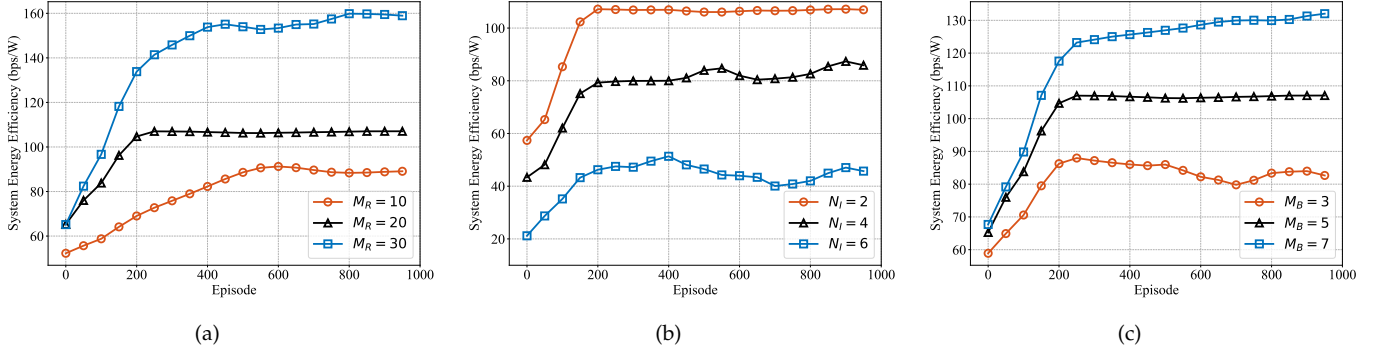 System Energy Efficiency (bps/W)
160
140
120
100
80
60
0 200 400 600 800 1000
Episode
M_R = 10
M_R = 20
M_R = 30
(a)
System Energy Efficiency (bps/W)
100
80
60
40
20
0 200 400 600 800 1000
Episode
N_I = 2
N_I = 4
N_I = 6
(b)
System Energy Efficiency (bps/W)
130
120
110
100
90
80
70
60
0 200 400 600 800 1000
Episode
M_B = 3
M_B = 5
M_B = 7
(c)